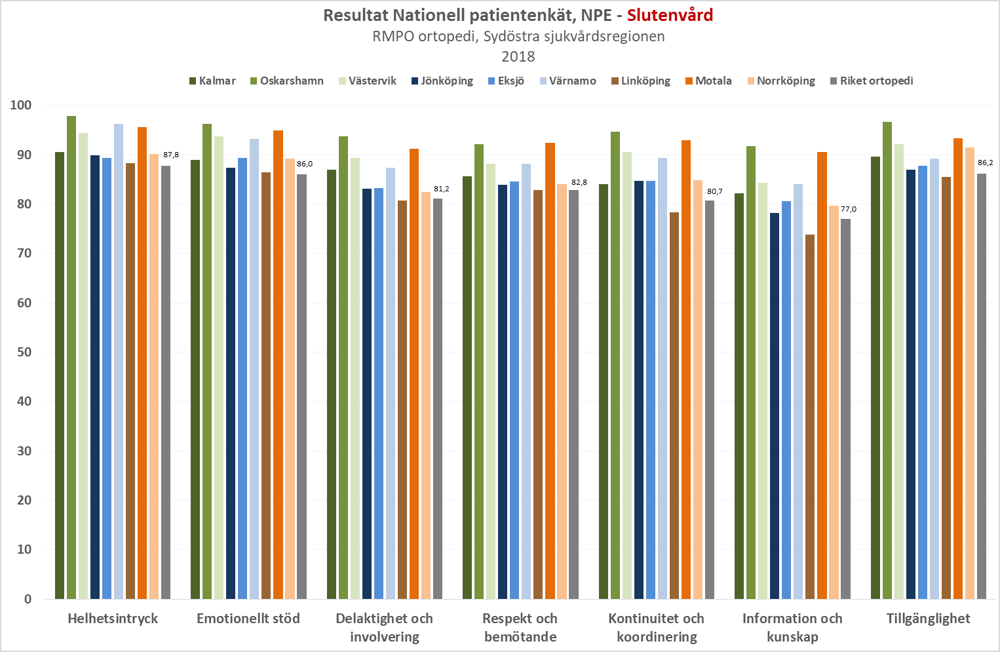 Resultat Nationell patientenkät, NPE - Slutenvård
RMPO ortopedi, Sydöstra sjukvårdsregionen
2018
Kalmar Oskarshamn Västervik Jönköping Eksjö Värnamo Linköping Motala Norrköping Riket ortopedi
100
90
80
70
60
50
40
30
20
10
0
87,8
86,0
81,2
82,8
80,7
77,0
86,2
Helhetsintryck
Emotionellt stöd
Delaktighet och
involvering
Respekt och
bemötande
Kontinuitet och
koordinering
Information och
kunskap
Tillgänglighet